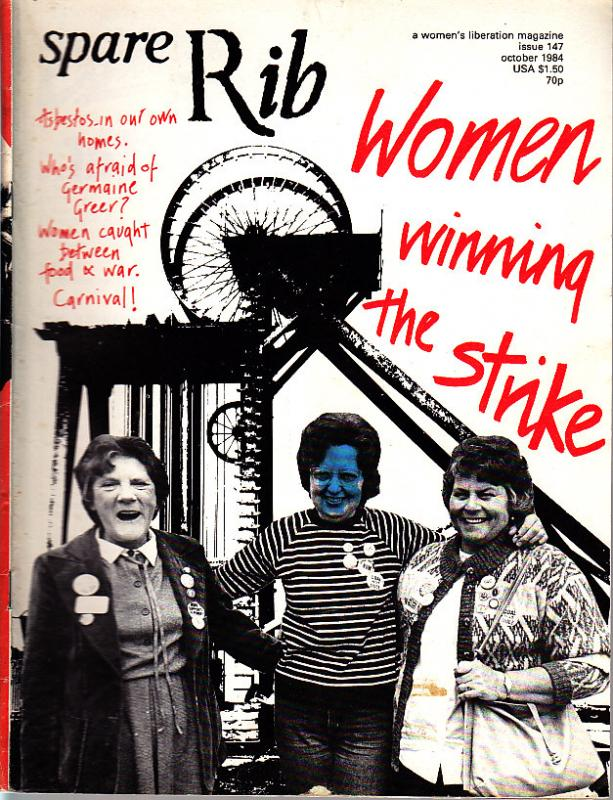 spare Rib
a women's liberation magazine
issue 147
october 1984
USA $1.50
70p
Asbestos in our own
homes.
Who's afraid of
Germaine
Greer?
Women caught
between
food & war.
Carnival!
Women
winning
the
strike